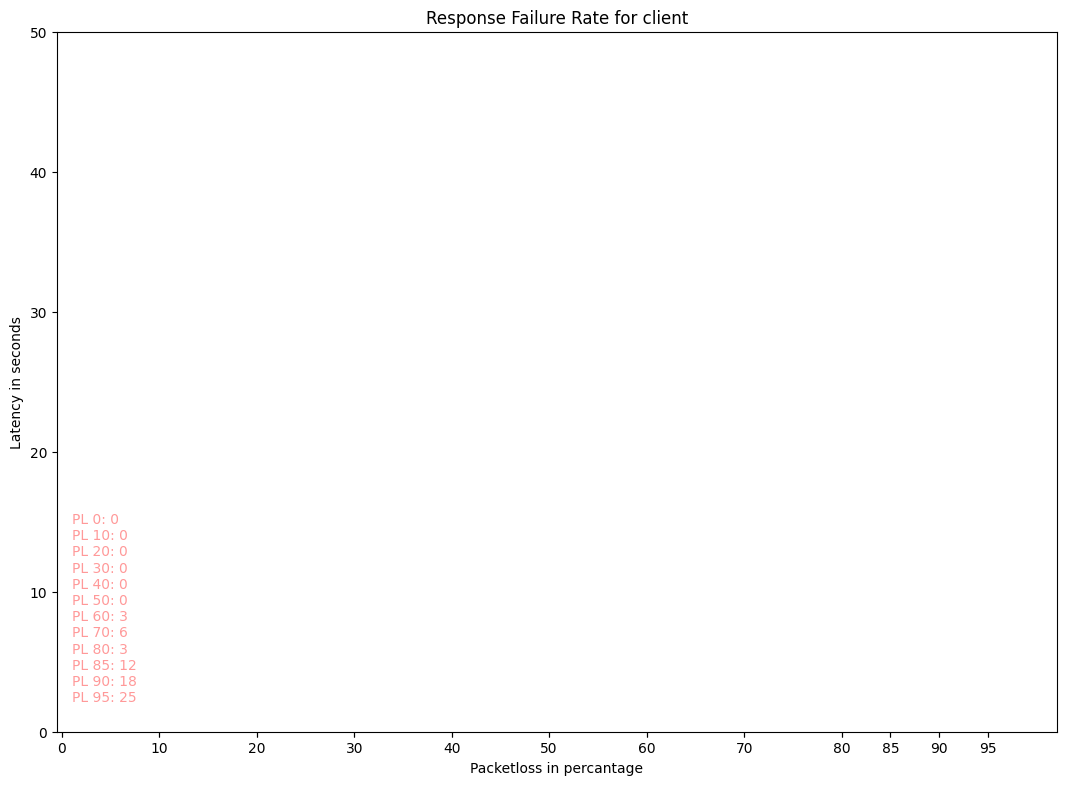 Response Failure Rate for client
50
40
30
20
10
0
Latency in seconds
PL 0: 0
PL 10: 0
PL 20: 0
PL 30: 0
PL 40: 0
PL 50: 0
PL 60: 3
PL 70: 6
PL 80: 3
PL 85: 12
PL 90: 18
PL 95: 25
0 10 20 30 40 50 60 70 80 85 90 95
Packetloss in percantage